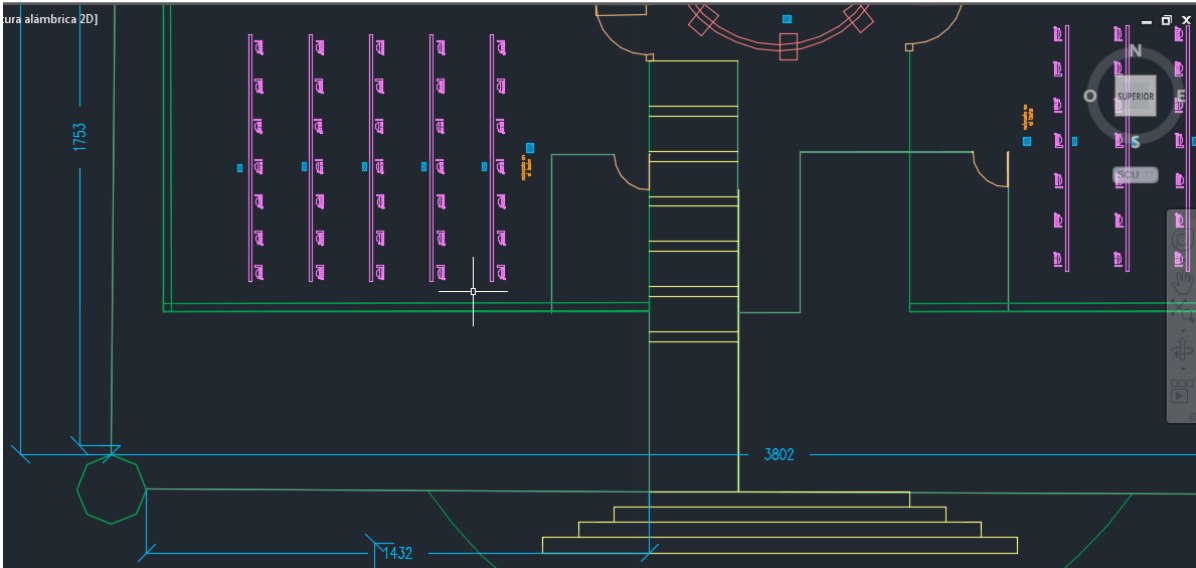 tura alámbrica 2D]
N
O
SUPERIOR
E
S
SCU
1753
3802
1432